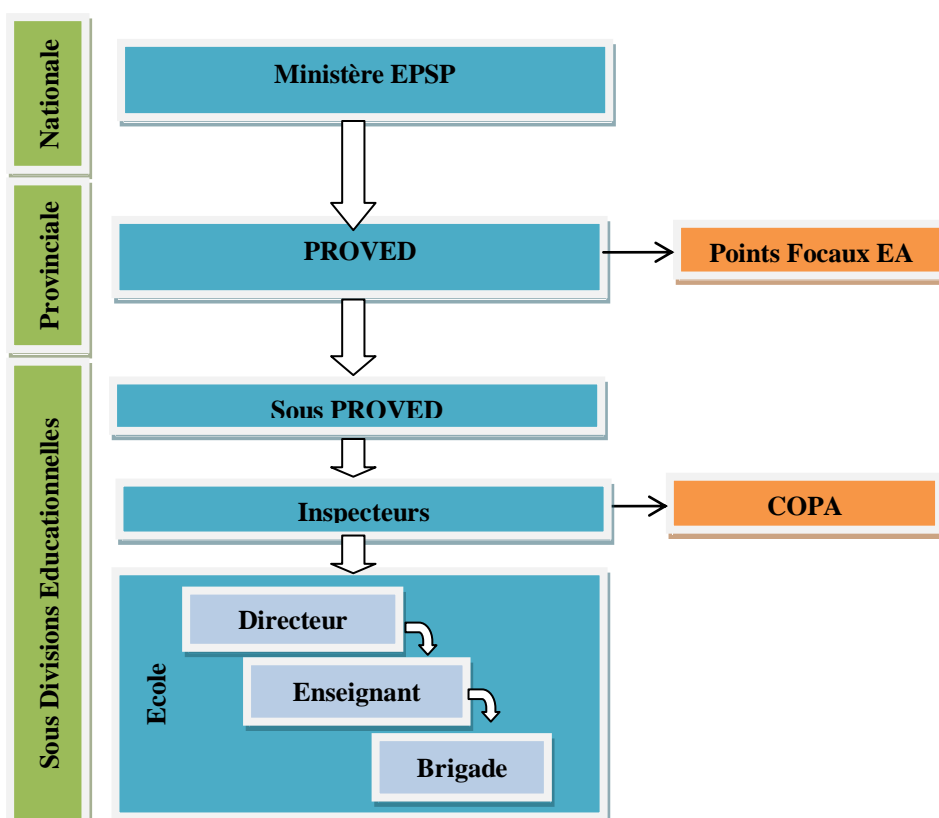 Nationale
Ministère EPSP
Provinciale
PROVED
Points Focaux EA
Sous Divisions Educationnelles
Sous PROVED
Inspecteurs
COPA
Ecole
Directeur
Enseignant
Brigade